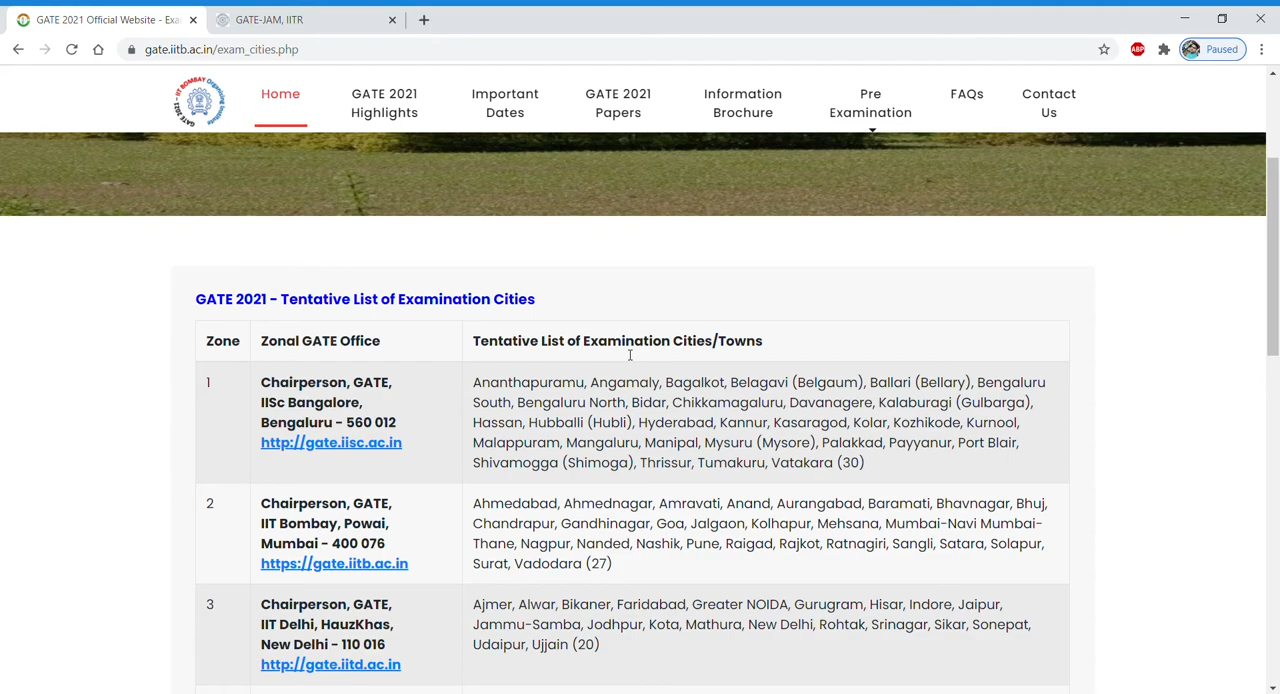 GATE 2021 Official Website - Exa
GATE-JAM, IITR
gate.iitb.ac.in/exam_cities.php
ABP
Paused
Home
GATE 2021 Highlights
Important Dates
GATE 2021 Papers
Information Brochure
Pre Examination
FAQs
Contact Us
GATE 2021 - Tentative List of Examination Cities
Zone
Zonal GATE Office
Tentative List of Examination Cities/Towns
1
Chairperson, GATE,
IISc Bangalore,
Bengaluru - 560 012
http://gate.iisc.ac.in
Ananthapuramu, Angamaly, Bagalkot, Belagavi (Belgaum), Ballari (Bellary), Bengaluru
South, Bengaluru North, Bidar, Chikkamagaluru, Davanagere, Kalaburagi (Gulbarga),
Hassan, Hubballi (Hubli), Hyderabad, Kannur, Kasaragod, Kolar, Kozhikode, Kurnool,
Malappuram, Mangaluru, Manipal, Mysuru (Mysore), Palakkad, Payyanur, Port Blair,
Shivamogga (Shimoga), Thrissur, Tumakuru, Vatakara (30)
2
Chairperson, GATE,
IIT Bombay, Powai,
Mumbai - 400 076
https://gate.iitb.ac.in
Ahmedabad, Ahmednagar, Amravati, Anand, Aurangabad, Baramati, Bhavnagar, Bhuj,
Chandrapur, Gandhinagar, Goa, Jalgaon, Kolhapur, Mehsana, Mumbai-Navi Mumbai-
Thane, Nagpur, Nanded, Nashik, Pune, Raigad, Rajkot, Ratnagiri, Sangli, Satara, Solapur,
Surat, Vadodara (27)
3
Chairperson, GATE,
IIT Delhi, HauzKhas,
New Delhi - 110 016
http://gate.iitd.ac.in
Ajmer, Alwar, Bikaner, Faridabad, Greater NOIDA, Gurugram, Hisar, Indore, Jaipur,
Jammu-Samba, Jodhpur, Kota, Mathura, New Delhi, Rohtak, Srinagar, Sikar, Sonepat,
Udaipur, Ujjain (20)